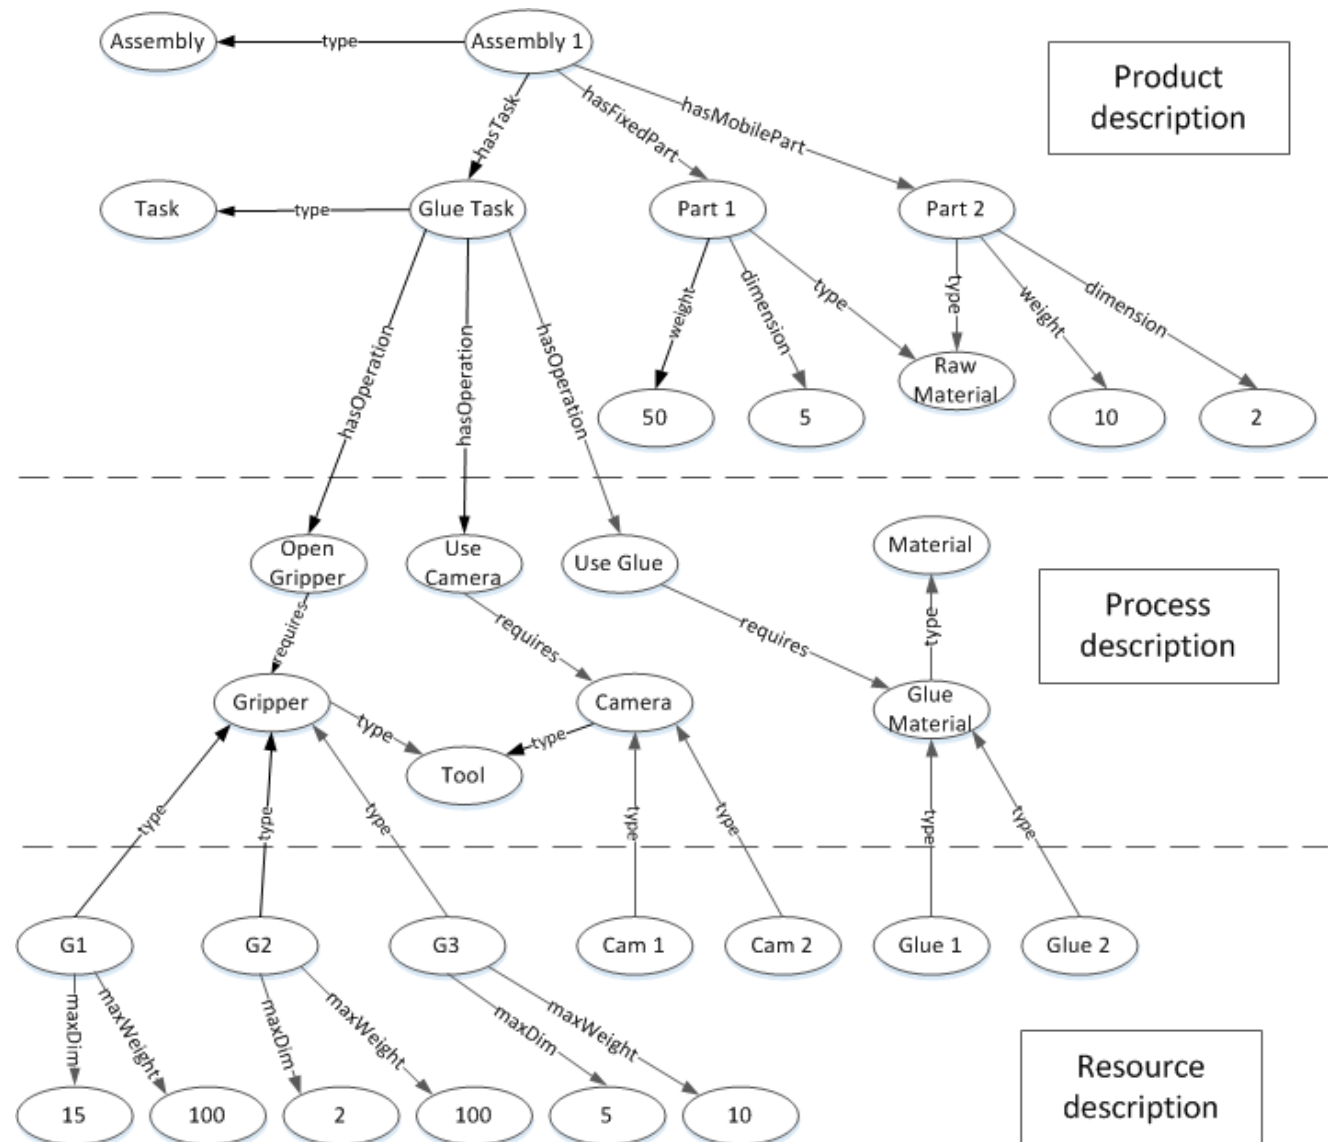 Assembly
type
Assembly 1
Product
description
hasTask
hasFixedPart
hasMobilePart
Task
type
Glue Task
Part 1
Part 2
hasOperation
hasOperation
hasOperation
weight
dimension
type
type
weight
dimension
Raw
Material
50
5
10
2
Open
Gripper
Use
Camera
Use Glue
Material
Process
description
requires
requires
requires
type
Gripper
Camera
Glue
Material
type
type
Tool
type
type
type
type
type
type
type
G1
G2
G3
Cam 1
Cam 2
Glue 1
Glue 2
maxDim
maxWeight
maxDim
maxWeight
maxDim
maxWeight
Resource
description
15
100
2
100
5
10